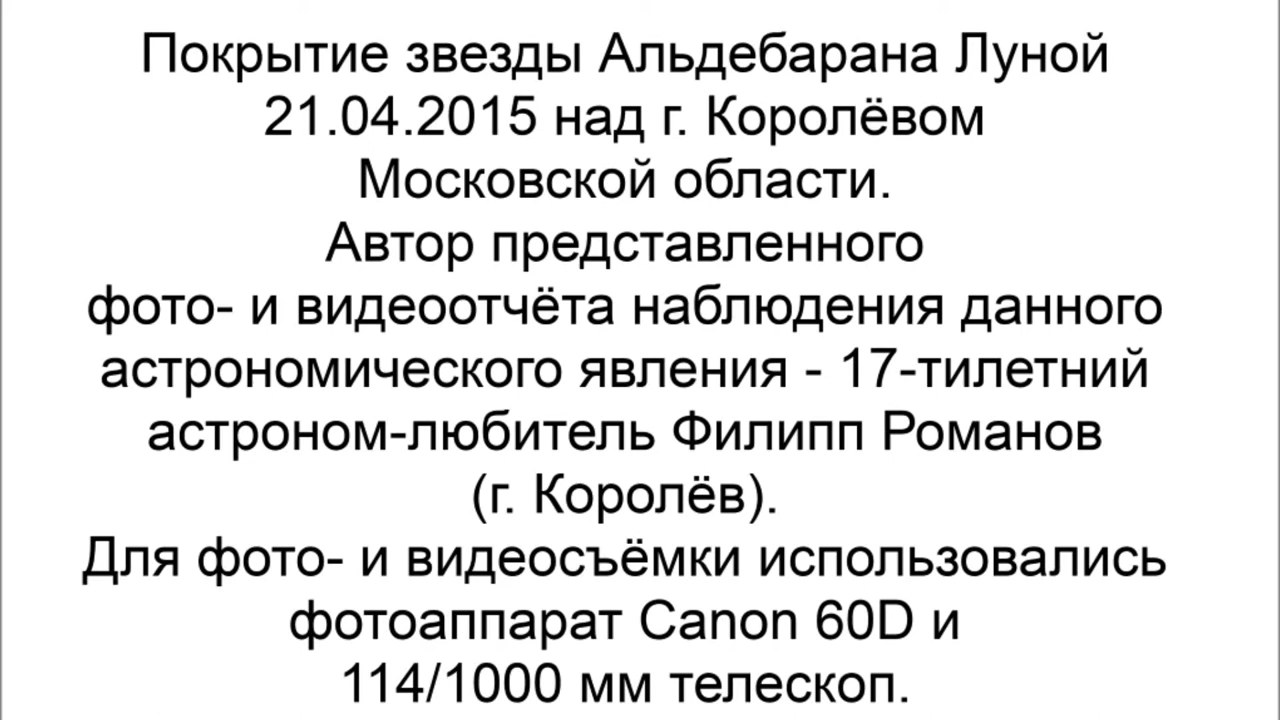 Покрытие звезды Альдебарана Луной
21.04.2015 над г. Королёвом
Московской области.
Автор представленного
фото- и видеоотчёта наблюдения данного
астрономического явления - 17-тилетний
астроном-любитель Филипп Романов
(г. Королёв).
Для фото- и видеосъёмки использовались
фотоаппарат Canon 60D и
114/1000 мм телескоп.